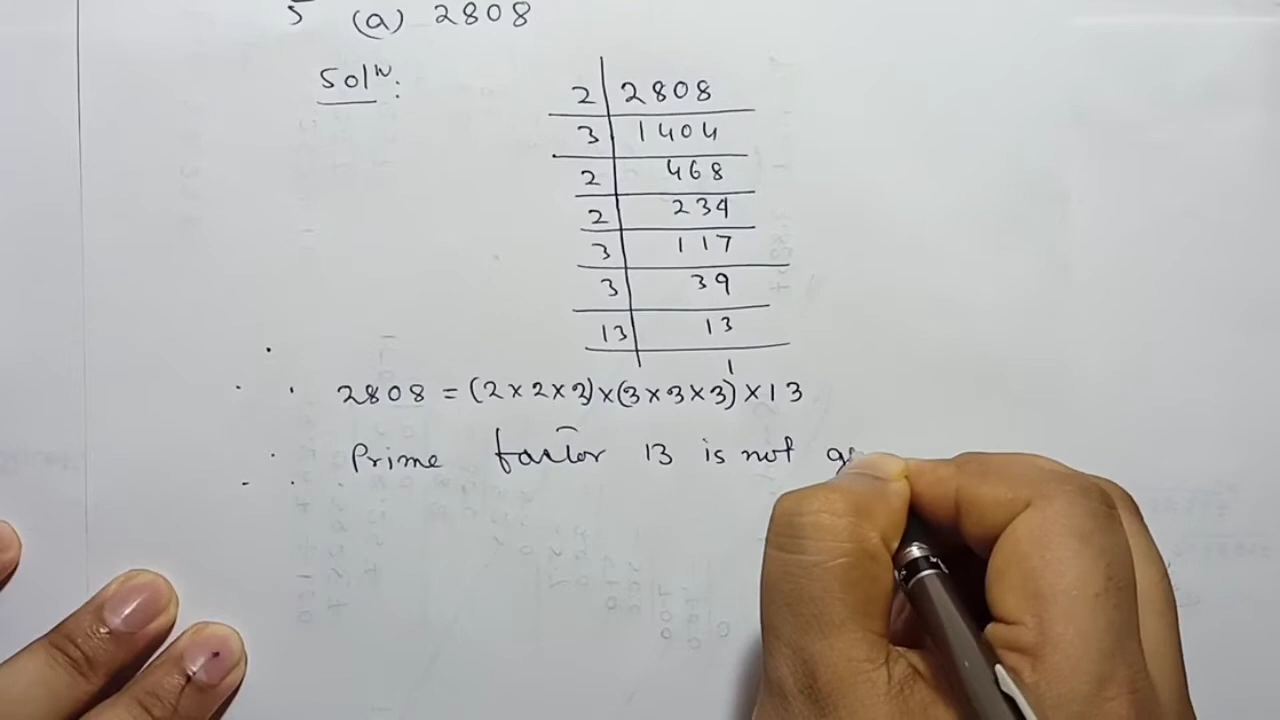 5 (a) 2808
Solⁿ:
2 | 2808
3 | 1404
2 | 468
2 | 234
3 | 117
3 | 39
13 | 13
1
∴ 2808 = (2×2×2)×(3×3×3)×13
∴ Prime factor 13 is not